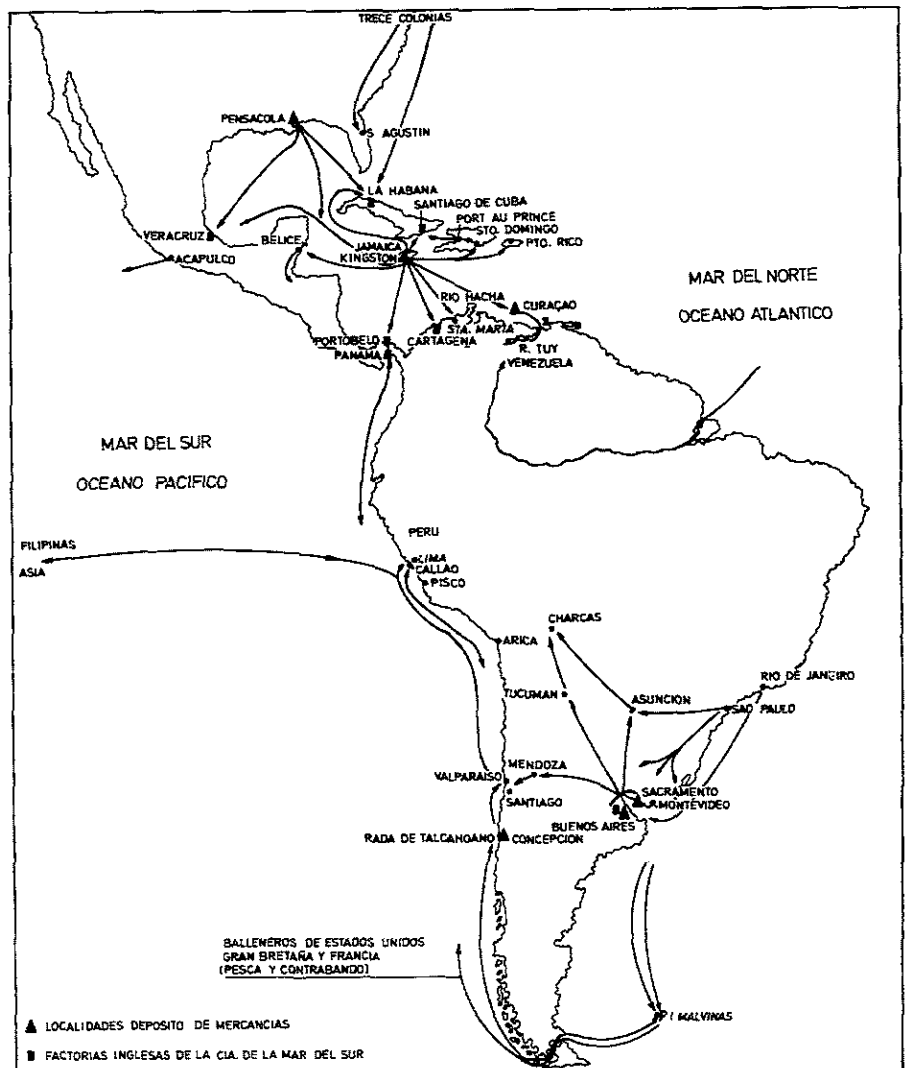 TRECE COLONIAS
PENSACOLA
S. AGUSTIN
LA HABANA
SANTIAGO DE CUBA
PORT AU PRINCE
STO. DOMINGO
PTO. RICO
VERACRUZ
BELICE
JAMAICA
KINGSTON
ACAPULCO
MAR DEL NORTE
OCEANO ATLANTICO
RIO HACHA
CURAÇAO
STA. MARTA
CARTAGENA
PORTOBELO
PANAMA
R. TUY
VENEZUELA
MAR DEL SUR
OCEANO PACIFICO
PERU
FILIPINAS
ASIA
LIMA
CALLAO
PISCO
CHARCAS
ARICA
RIO DE JANEIRO
TUCUMAN
ASUNCION
SAO PAULO
MENDOZA
VALPARAISO
SANTIAGO
SACRAMENTO
MONTEVIDEO
BUENOS AIRES
RADA DE TALCAHOANO
CONCEPCION
BALLENEROS DE ESTADOS UNIDOS
GRAN BRETAÑA Y FRANCIA
(PESCA Y CONTRABANDO)
I MALVINAS
LOCALIDADES DEPOSITO DE MERCANCIAS
FACTORIAS INGLESAS DE LA CIA. DE LA MAR DEL SUR